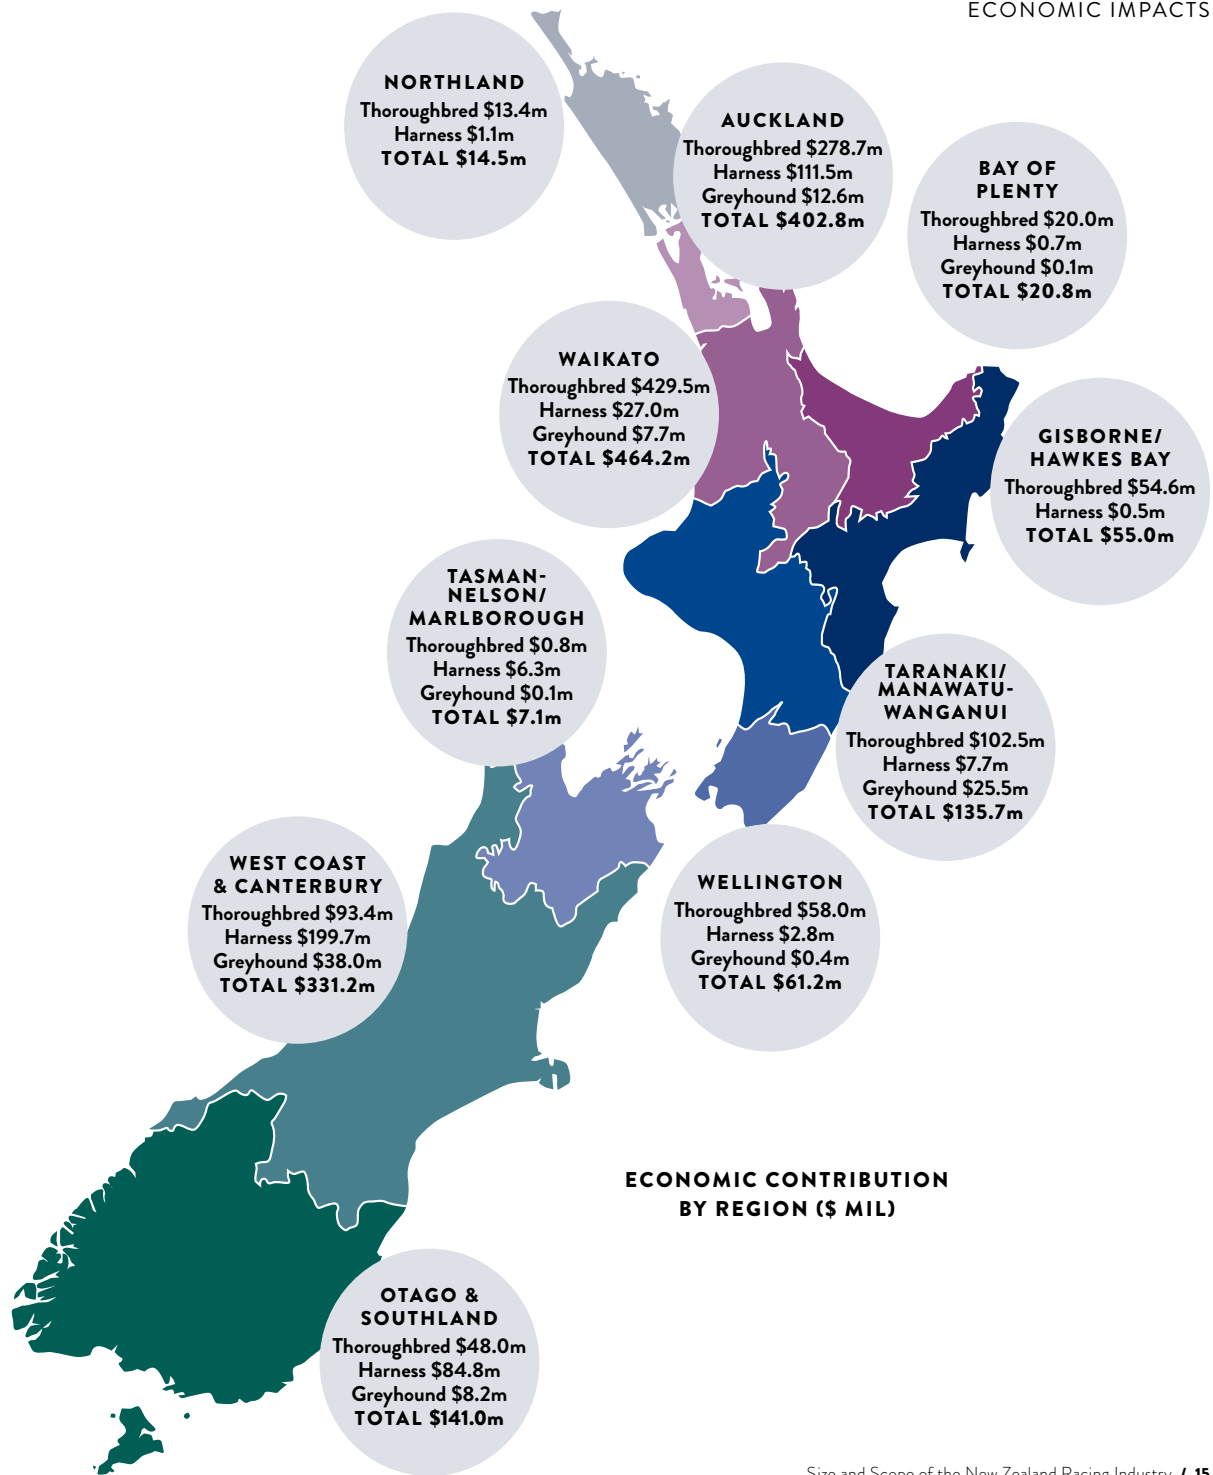 ECONOMIC IMPACTS
NORTHLAND
Thoroughbred $13.4m
Harness $1.1m
TOTAL $14.5m
AUCKLAND
Thoroughbred $278.7m
Harness $111.5m
Greyhound $12.6m
TOTAL $402.8m
BAY OF
PLENTY
Thoroughbred $20.0m
Harness $0.7m
Greyhound $0.1m
TOTAL $20.8m
WAIKATO
Thoroughbred $429.5m
Harness $27.0m
Greyhound $7.7m
TOTAL $464.2m
GISBORNE/
HAWKES BAY
Thoroughbred $54.6m
Harness $0.5m
TOTAL $55.0m
TASMAN-
NELSON/
MARLBOROUGH
Thoroughbred $0.8m
Harness $6.3m
Greyhound $0.1m
TOTAL $7.1m
TARANAKI/
MANAWATU-
WANGANUI
Thoroughbred $102.5m
Harness $7.7m
Greyhound $25.5m
TOTAL $135.7m
WEST COAST
& CANTERBURY
Thoroughbred $93.4m
Harness $199.7m
Greyhound $38.0m
TOTAL $331.2m
WELLINGTON
Thoroughbred $58.0m
Harness $2.8m
Greyhound $0.4m
TOTAL $61.2m
ECONOMIC CONTRIBUTION
BY REGION ($ MIL)
OTAGO &
SOUTHLAND
Thoroughbred $48.0m
Harness $84.8m
Greyhound $8.2m
TOTAL $141.0m
Size and Scope of the New Zealand Racing Industry / 15